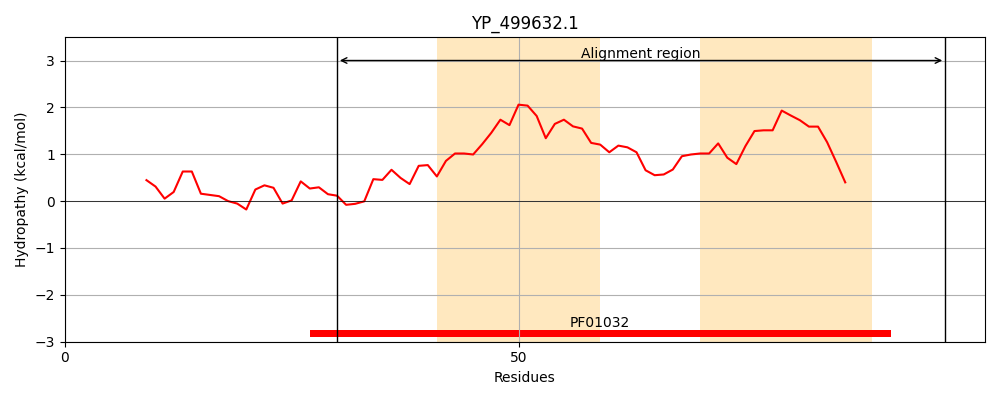 YP_499632.1
Alignment region
3
2
1
0
−1
−2
−3
Hydropathy (kcal/mol)
PF01032
0
50
Residues